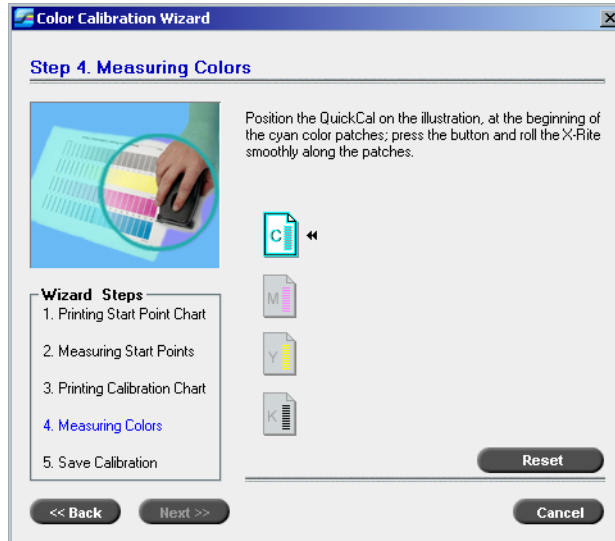 Color Calibration Wizard
Step 4. Measuring Colors
Position the QuickCal on the illustration, at the beginning of
the cyan color patches; press the button and roll the X-Rite
smoothly along the patches.
C
M
Y
K
Wizard Steps
1. Printing Start Point Chart
2. Measuring Start Points
3. Printing Calibration Chart
4. Measuring Colors
5. Save Calibration
Reset
<< Back
Next >>
Cancel